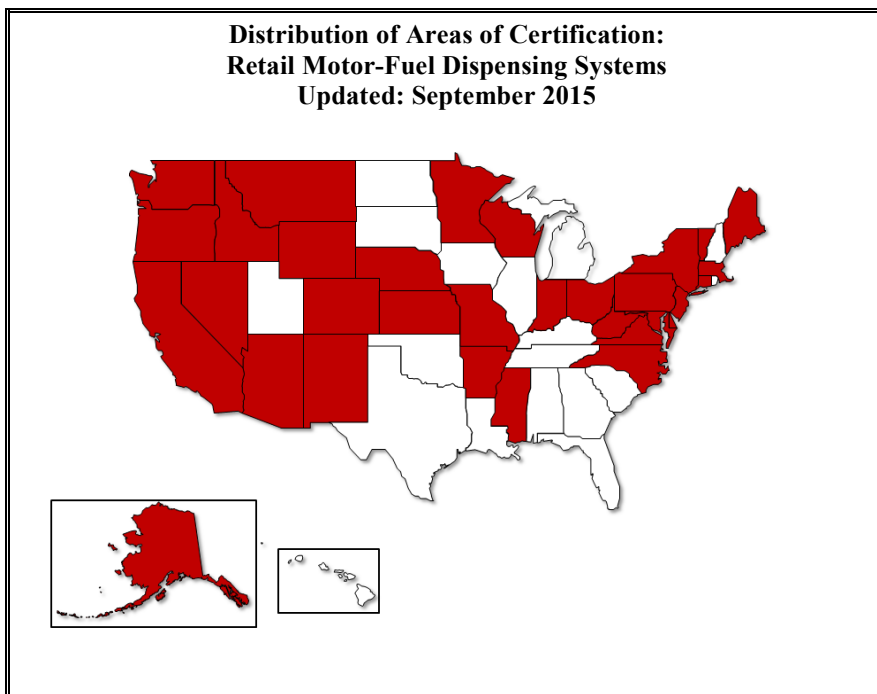 Distribution of Areas of Certification:
Retail Motor-Fuel Dispensing Systems
Updated: September 2015